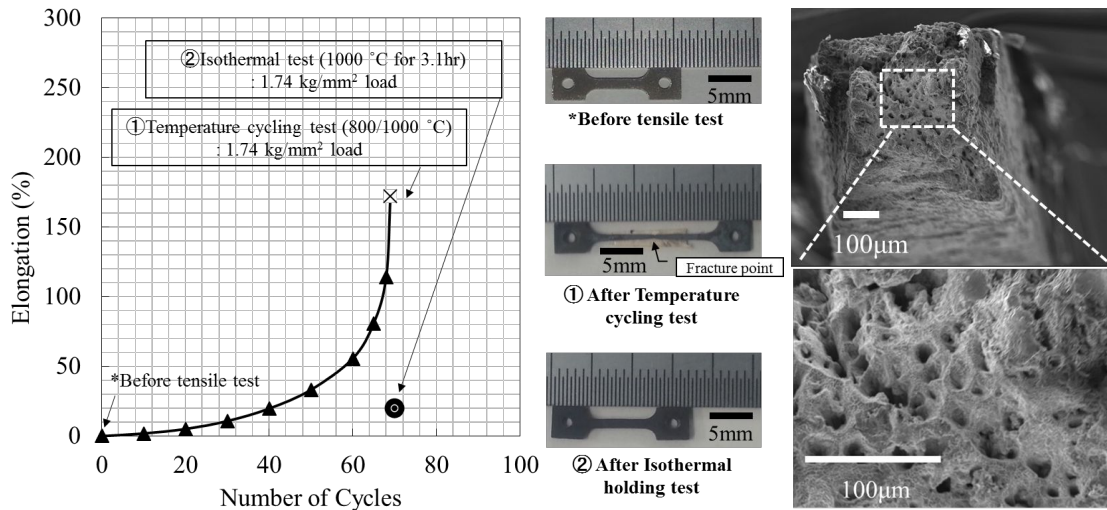 300
250
200
150
100
50
0
Elongation (%)
②Isothermal test (1000 ˚C for 3.1hr)
: 1.74 kg/mm² load
①Temperature cycling test (800/1000 ˚C)
: 1.74 kg/mm² load
*Before tensile test
0 20 40 60 80 100
Number of Cycles
5mm
*Before tensile test
5mm
Fracture point
① After Temperature
cycling test
5mm
② After Isothermal
holding test
100μm
100μm